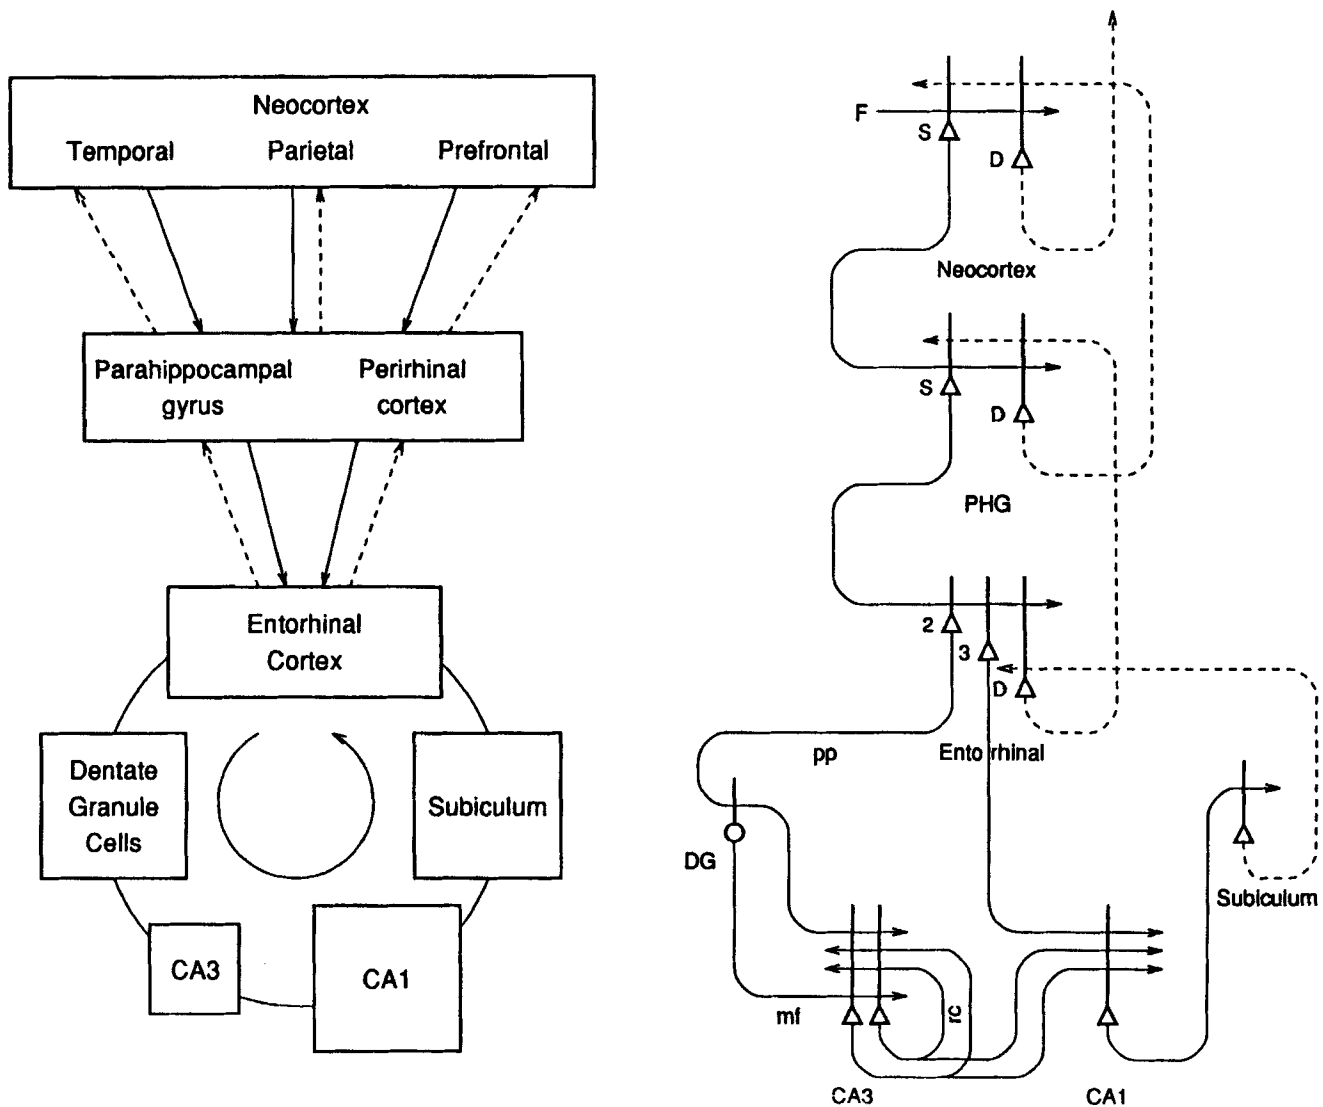 Neocortex
Temporal Parietal Prefrontal
Parahippocampal
gyrus
Perirhinal
cortex
Entorhinal
Cortex
Dentate
Granule
Cells
Subiculum
CA3
CA1
F
S
D
Neocortex
S
D
PHG
2
3
D
pp
Entorhinal
DG
Subiculum
mf
rc
CA3
CA1